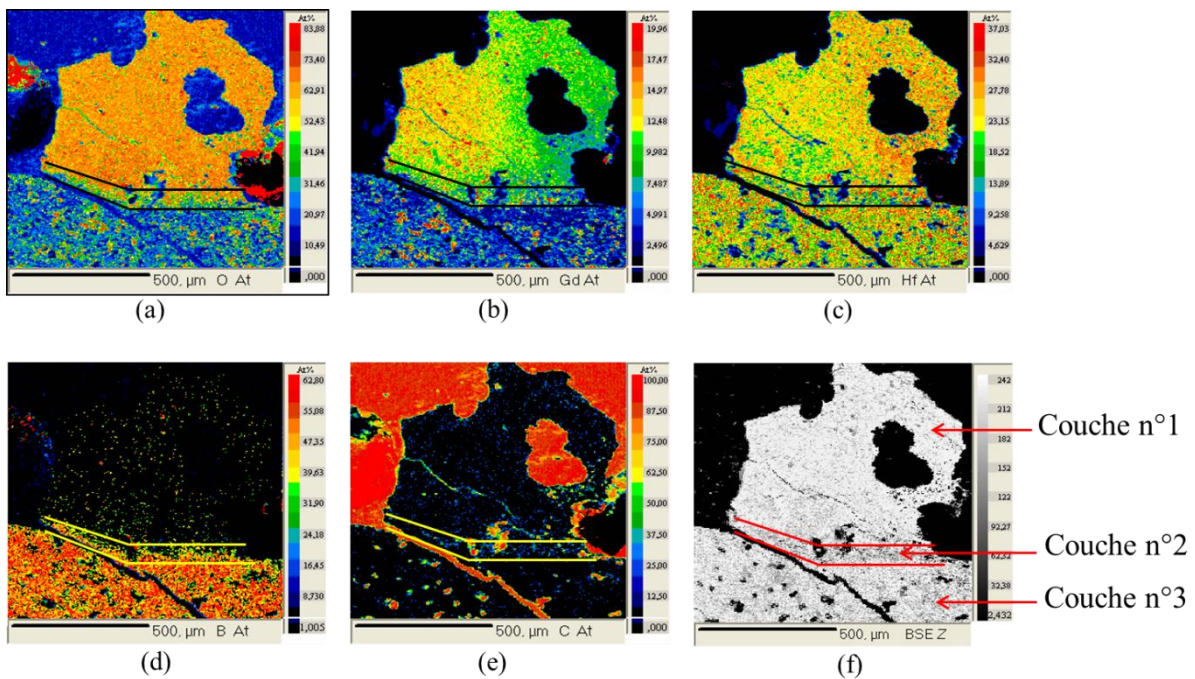 At%
83,88
73,40
62,91
52,43
41,94
31,46
20,97
10,49
,000
500, µm O At
(a)
At%
19,96
17,47
14,97
12,48
9,982
7,487
4,991
2,496
,000
500, µm Gd At
(b)
At%
37,03
32,40
27,78
23,15
18,52
13,89
9,258
4,629
,000
500, µm Hf At
(c)
At%
62,80
55,08
47,35
39,63
31,90
24,18
16,45
8,730
1,005
500, µm B At
(d)
At%
100,00
87,50
75,00
62,50
50,00
37,50
25,00
12,50
,000
500, µm C At
(e)
242
212
182
152
122
92,27
62,32
32,38
2,432
500, µm BSE Z
(f)
Couche n°1
Couche n°2
Couche n°3